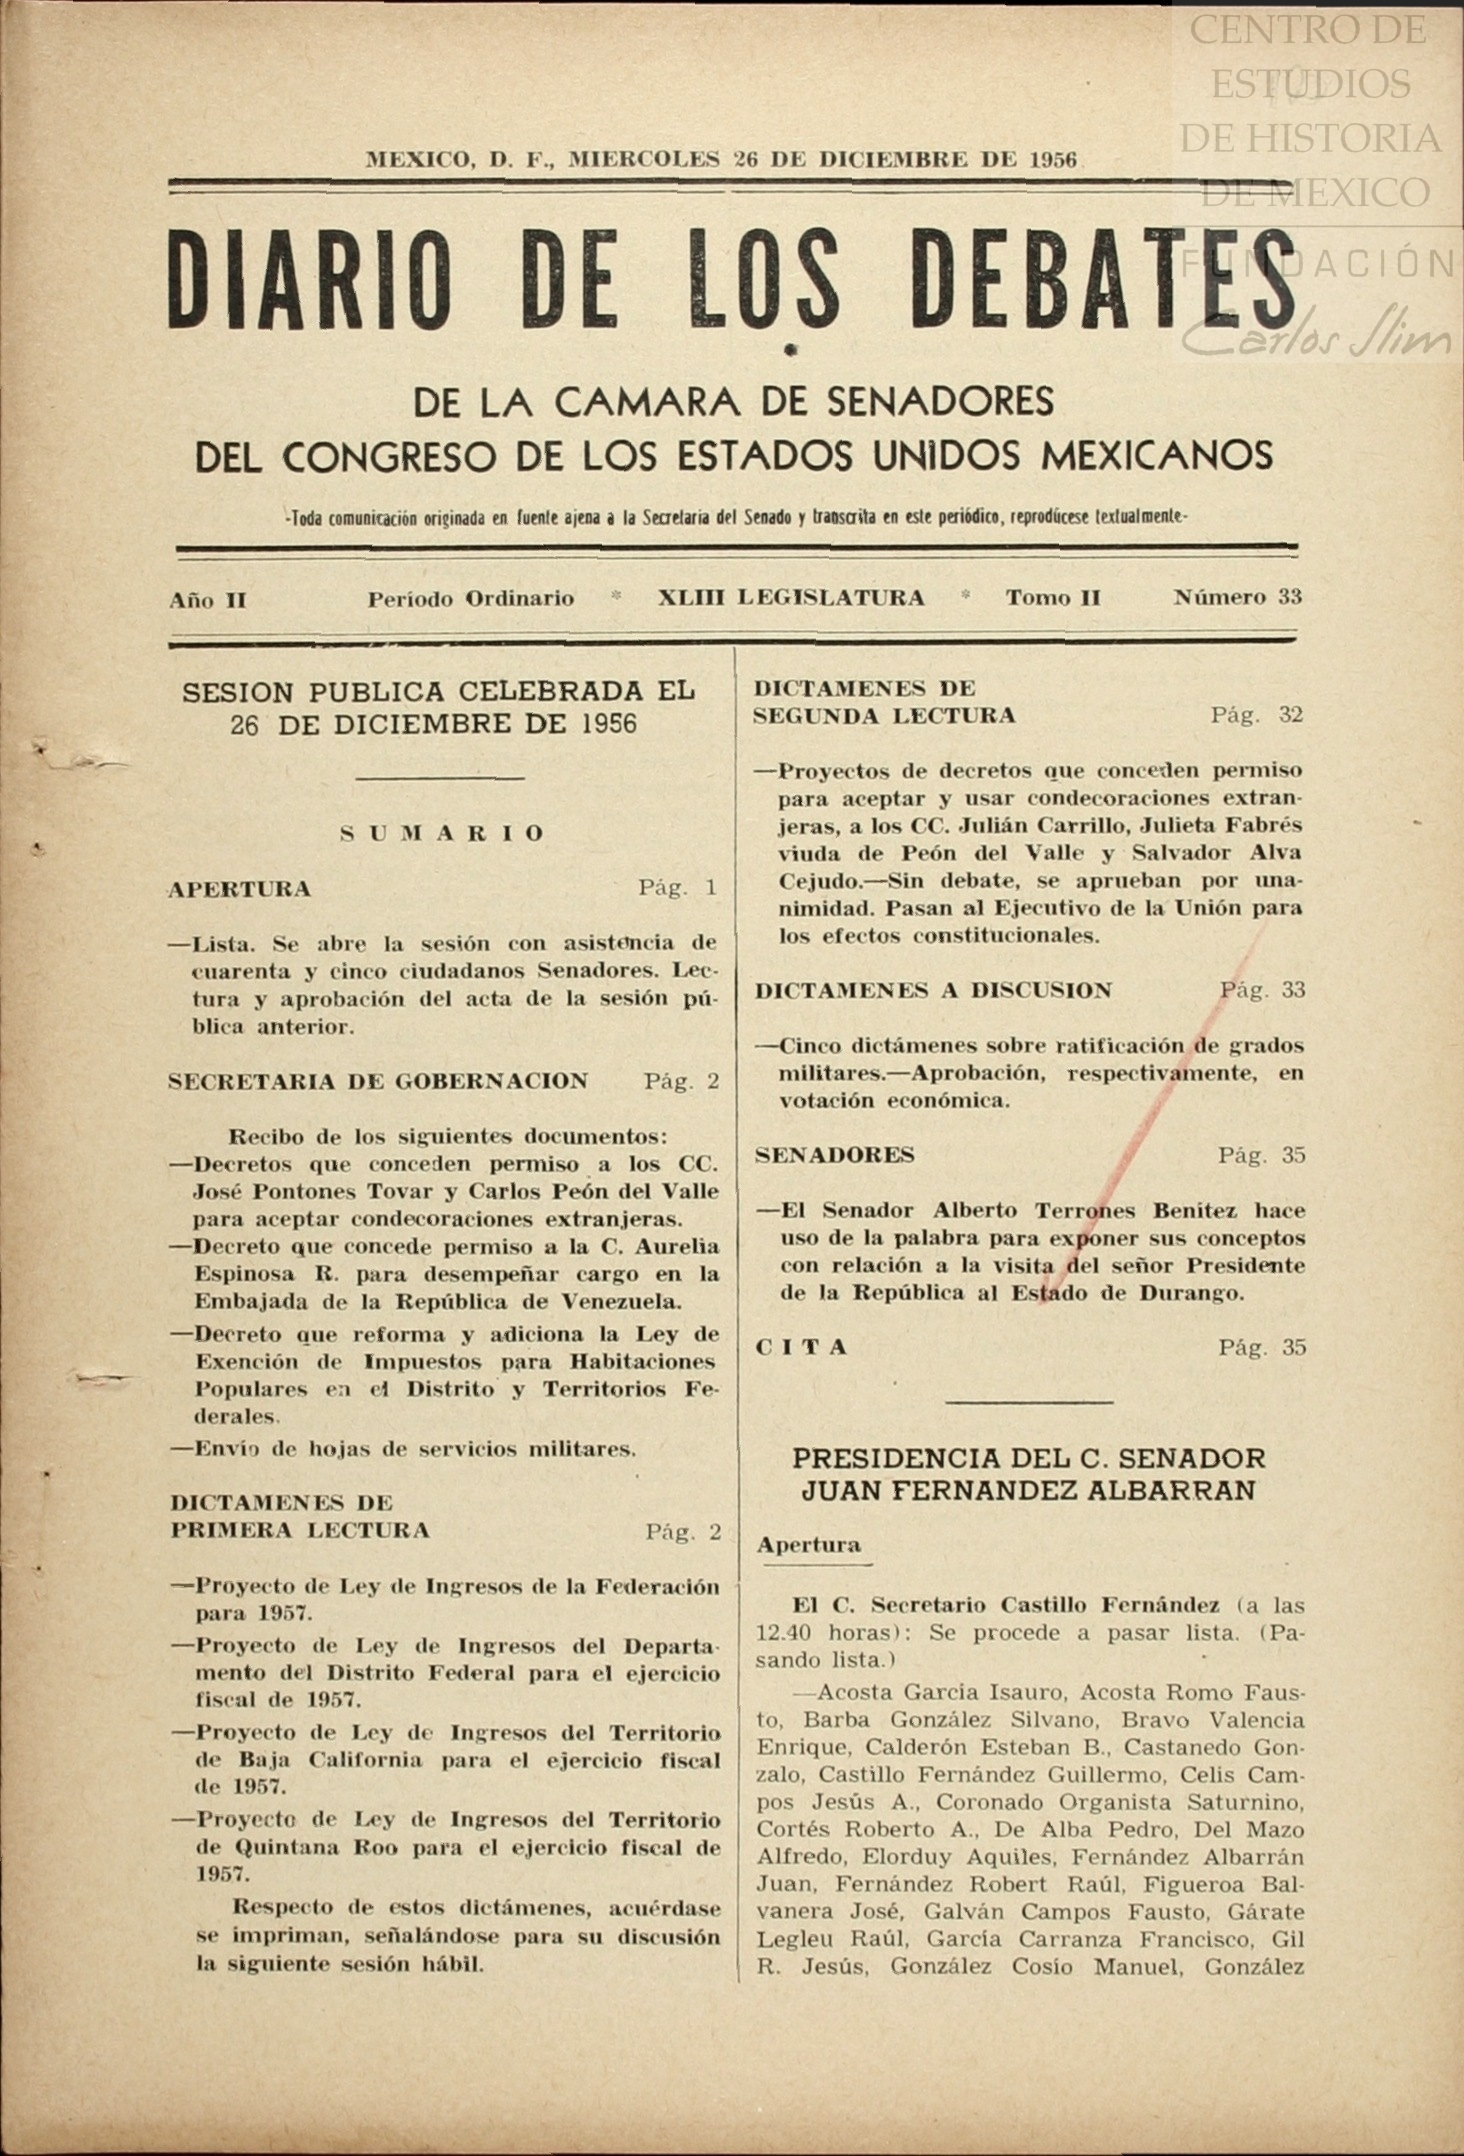 CENTRO DE
ESTUDIOS
DE HISTORIA
DE MEXICO
FUNDACIÓN
Carlos Slim
MEXICO, D. F., MIERCOLES 26 DE DICIEMBRE DE 1956
DIARIO DE LOS DEBATES
DE LA CAMARA DE SENADORES
DEL CONGRESO DE LOS ESTADOS UNIDOS MEXICANOS
-Toda comunicación originada en fuente ajena a la Secretaría del Senado y transcrita en este periódico, reprodúcese textualmente-
Año II Período Ordinario * XLIII LEGISLATURA * Tomo II Número 33
SESION PUBLICA CELEBRADA EL
26 DE DICIEMBRE DE 1956
SUMARIO
APERTURA Pág. 1
—Lista. Se abre la sesión con asistencia de
cuarenta y cinco ciudadanos Senadores. Lec-
tura y aprobación del acta de la sesión pú-
blica anterior.
SECRETARIA DE GOBERNACION Pág. 2
Recibo de los siguientes documentos:
—Decretos que conceden permiso a los CC.
José Pontones Tovar y Carlos Peón del Valle
para aceptar condecoraciones extranjeras.
—Decreto que concede permiso a la C. Aurelia
Espinosa R. para desempeñar cargo en la
Embajada de la República de Venezuela.
—Decreto que reforma y adiciona la Ley de
Exención de Impuestos para Habitaciones
Populares en el Distrito y Territorios Fe-
derales.
—Envío de hojas de servicios militares.
DICTAMENES DE
PRIMERA LECTURA Pág. 2
—Proyecto de Ley de Ingresos de la Federación
para 1957.
—Proyecto de Ley de Ingresos del Departa-
mento del Distrito Federal para el ejercicio
fiscal de 1957.
—Proyecto de Ley de Ingresos del Territorio
de Baja California para el ejercicio fiscal
de 1957.
—Proyecto de Ley de Ingresos del Territorio
de Quintana Roo para el ejercicio fiscal de
1957.
Respecto de estos dictámenes, acuérdase
se impriman, señalándose para su discusión
la siguiente sesión hábil.
DICTAMENES DE
SEGUNDA LECTURA Pág. 32
—Proyectos de decretos que conceden permiso
para aceptar y usar condecoraciones extran-
jeras, a los CC. Julián Carrillo, Julieta Fabrés
viuda de Peón del Valle y Salvador Alva
Cejudo.—Sin debate, se aprueban por una-
nimidad. Pasan al Ejecutivo de la Unión para
los efectos constitucionales.
DICTAMENES A DISCUSION Pág. 33
—Cinco dictámenes sobre ratificación de grados
militares.—Aprobación, respectivamente, en
votación económica.
SENADORES Pág. 35
—El Senador Alberto Terrones Benítez hace
uso de la palabra para exponer sus conceptos
con relación a la visita del señor Presidente
de la República al Estado de Durango.
CITA Pág. 35
PRESIDENCIA DEL C. SENADOR
JUAN FERNANDEZ ALBARRAN
Apertura
El C. Secretario Castillo Fernández (a las
12.40 horas): Se procede a pasar lista. (Pa-
sando lista.)
—Acosta García Isauro, Acosta Romo Faus-
to, Barba González Silvano, Bravo Valencia
Enrique, Calderón Esteban B., Castanedo Gon-
zalo, Castillo Fernández Guillermo, Celis Cam-
pos Jesús A., Coronado Organista Saturnino,
Cortés Roberto A., De Alba Pedro, Del Mazo
Alfredo, Elorduy Aquiles, Fernández Albarrán
Juan, Fernández Robert Raúl, Figueroa Bal-
vanera José, Galván Campos Fausto, Gárate
Legleu Raúl, García Carranza Francisco, Gil
R. Jesús, González Cosío Manuel, González